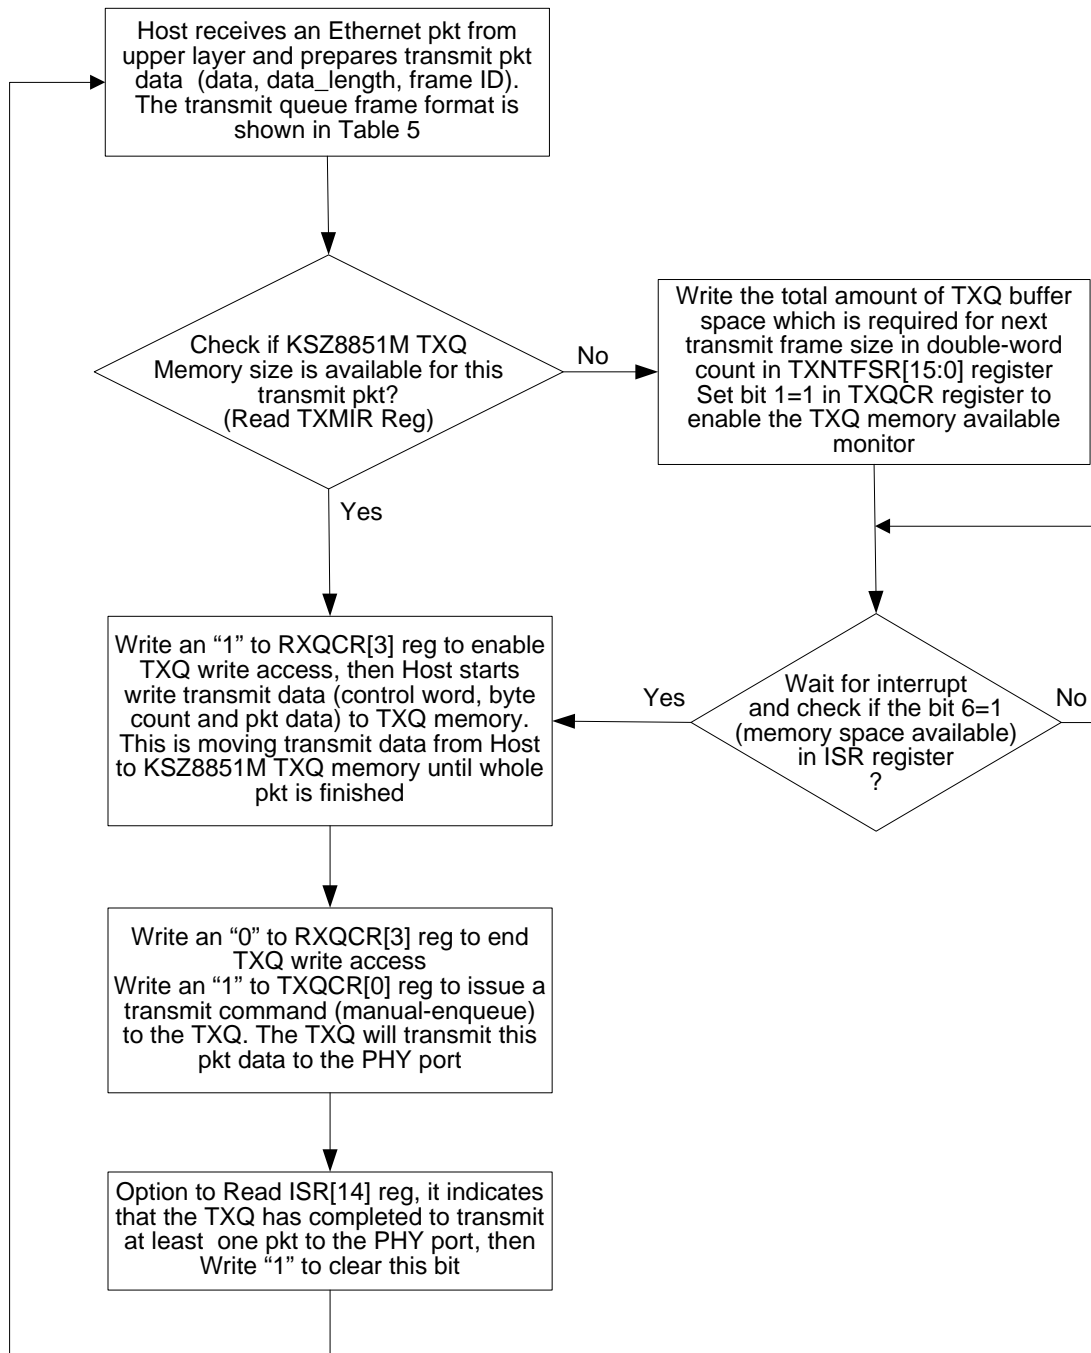 Host receives an Ethernet pkt from
upper layer and prepares transmit pkt
data  (data, data_length, frame ID).
The transmit queue frame format is
shown in Table 5
Check if KSZ8851M TXQ
Memory size is available for this
transmit pkt?
(Read TXMIR Reg)
No
Write the total amount of TXQ buffer
space which is required for next
transmit frame size in double-word
count in TXNTFSR[15:0] register
Set bit 1=1 in TXQCR register to
enable the TXQ memory available
monitor
Yes
Write an “1” to RXQCR[3] reg to enable
TXQ write access, then Host starts
write transmit data (control word, byte
count and pkt data) to TXQ memory.
This is moving transmit data from Host
to KSZ8851M TXQ memory until whole
pkt is finished
Yes
Wait for interrupt
and check if the bit 6=1
(memory space available)
in ISR register
?
No
Write an “0” to RXQCR[3] reg to end
TXQ write access
Write an “1” to TXQCR[0] reg to issue a
transmit command (manual-enqueue)
to the TXQ. The TXQ will transmit this
pkt data to the PHY port
Option to Read ISR[14] reg, it indicates
that the TXQ has completed to transmit
at least  one pkt to the PHY port, then
Write “1” to clear this bit